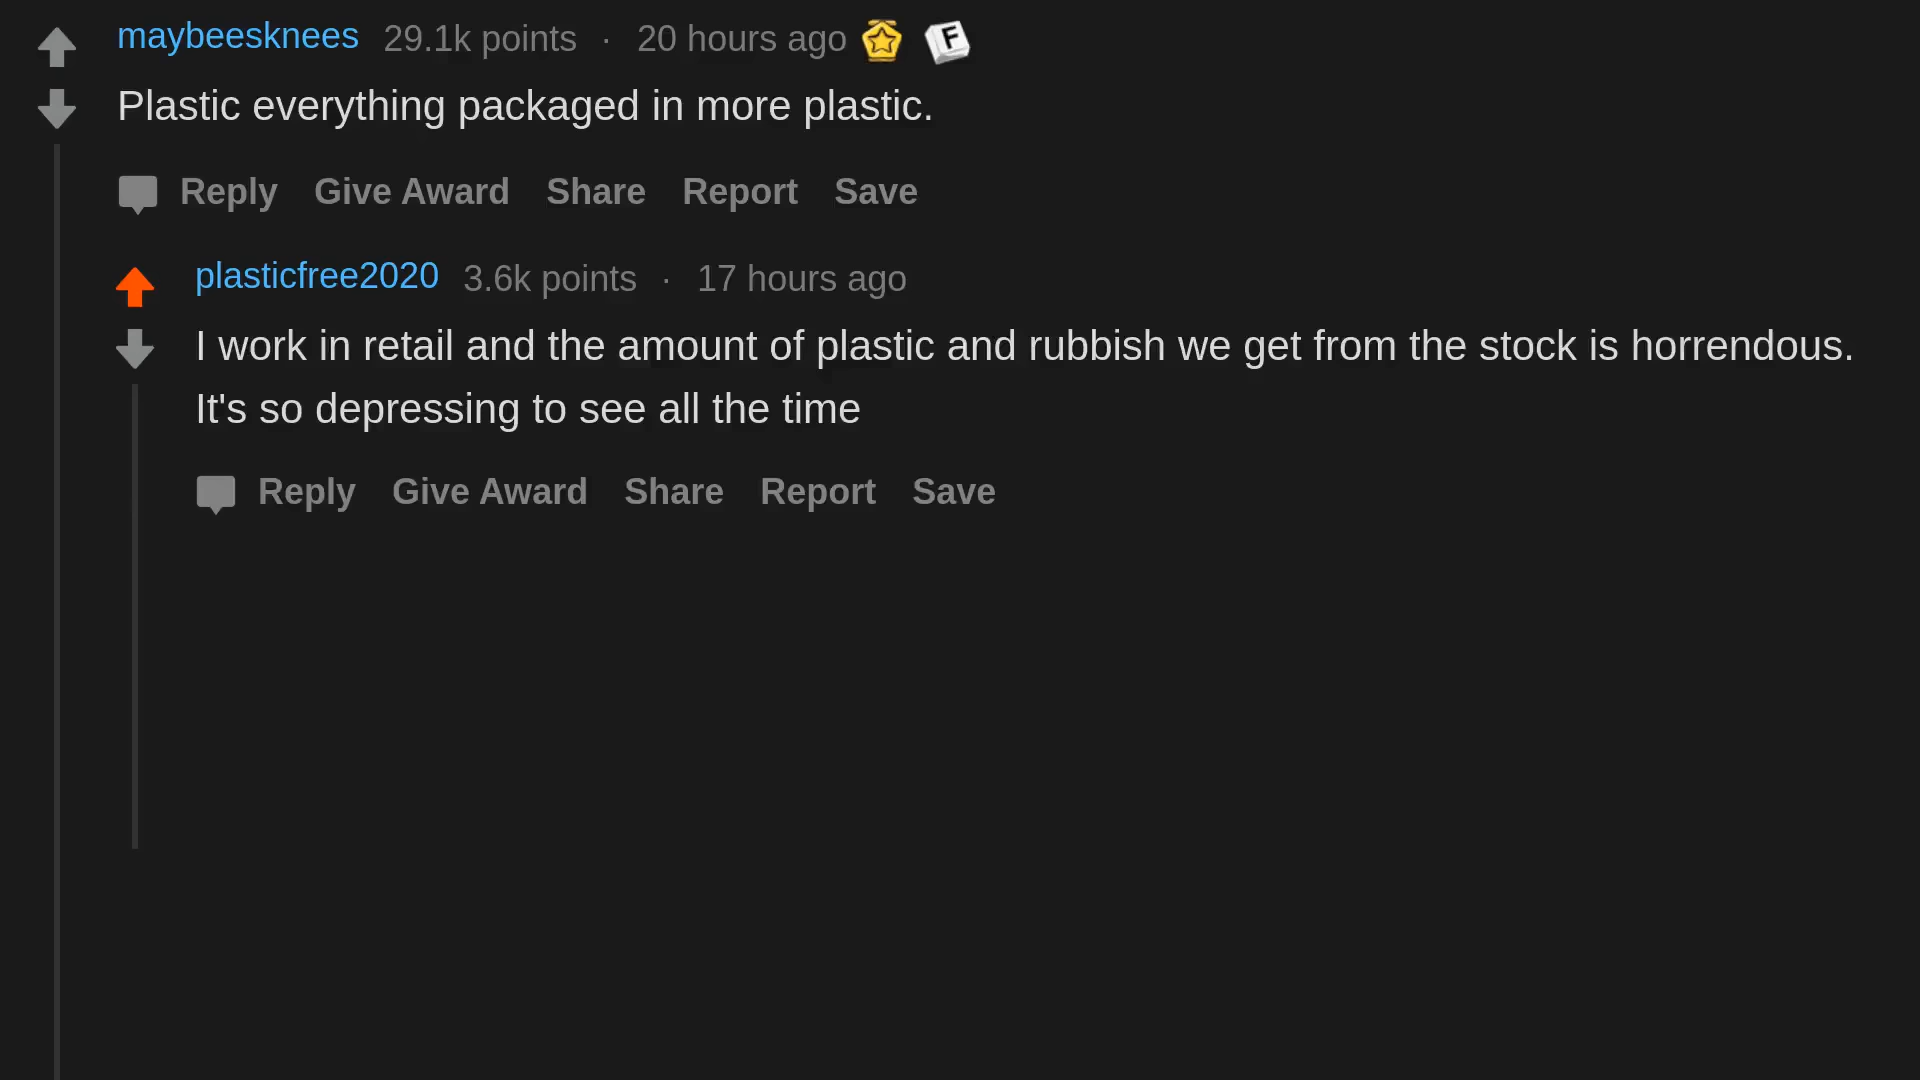 maybeesknees 29.1k points · 20 hours ago F
Plastic everything packaged in more plastic.
Reply Give Award Share Report Save
plasticfree2020 3.6k points · 17 hours ago
I work in retail and the amount of plastic and rubbish we get from the stock is horrendous.
It's so depressing to see all the time
Reply Give Award Share Report Save